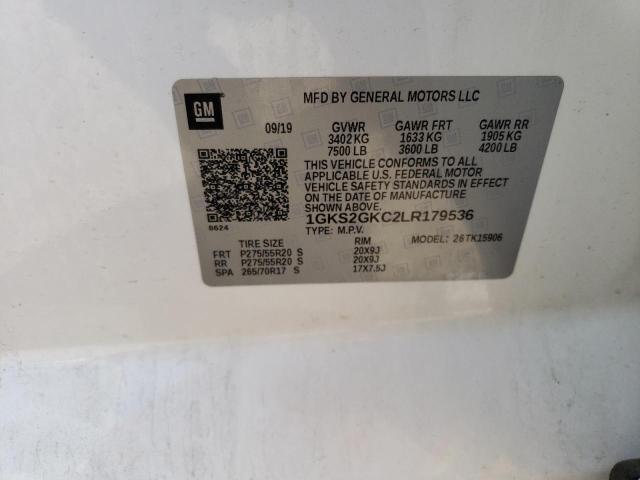 GM
MFD BY GENERAL MOTORS LLC
09/19 GVWR GAWR FRT GAWR RR
3402 KG 1633 KG 1905 KG
7500 LB 3600 LB 4200 LB
THIS VEHICLE CONFORMS TO ALL
APPLICABLE U.S. FEDERAL MOTOR
VEHICLE SAFETY STANDARDS IN EFFECT
ON THE DATE OF MANUFACTURE
1GKS2GKC2LR179536
8624 TYPE: M.P.V.
TIRE SIZE RIM MODEL: 26TK15906
FRT P275/55R20 S 20X9J
RR P275/55R20 S 20X9J
SPA 265/70R17 S 17X7.5J